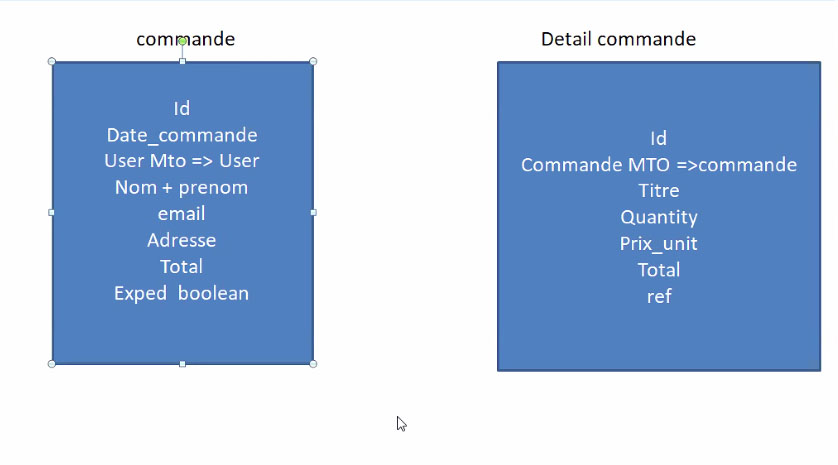 commande
Id
Date_commande
User Mto => User
Nom + prenom
email
Adresse
Total
Exped boolean
Detail commande
Id
Commande MTO =>commande
Titre
Quantity
Prix_unit
Total
ref